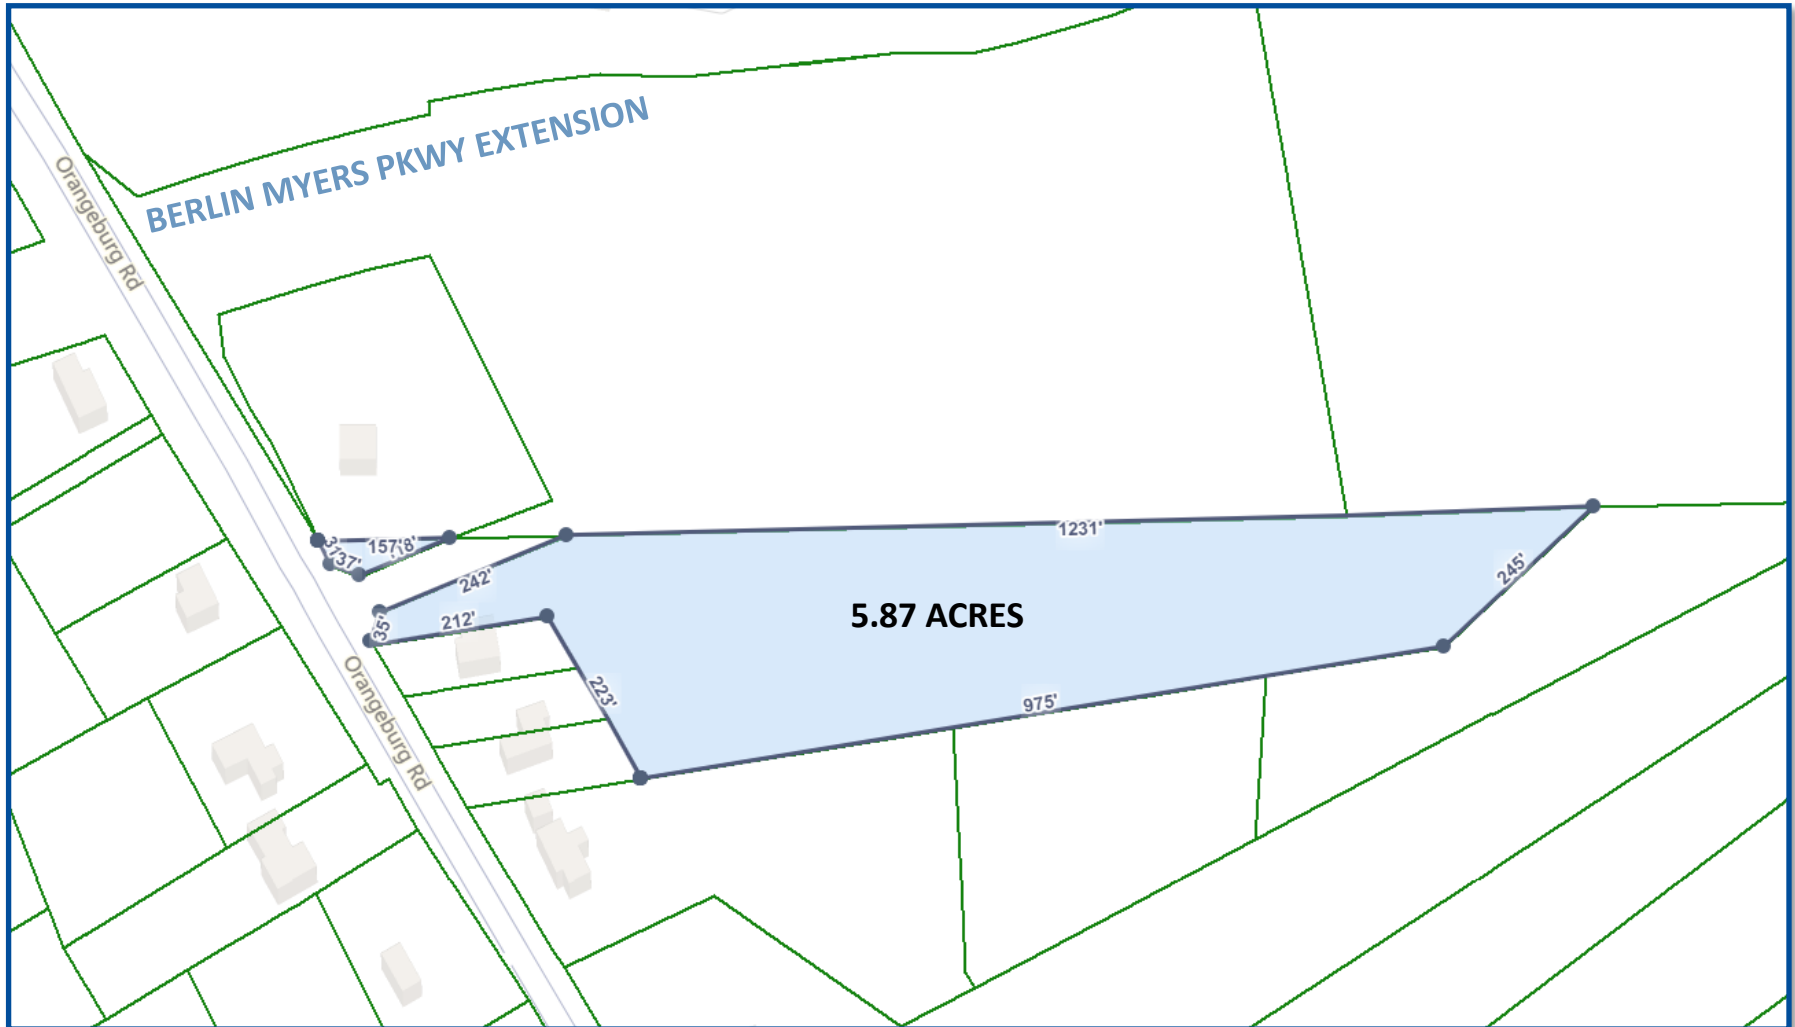 BERLIN MYERS PKWY EXTENSION
Orangeburg Rd
157'
37'
1231'
242'
245'
35'
212'
5.87 ACRES
223'
975'
Orangeburg Rd